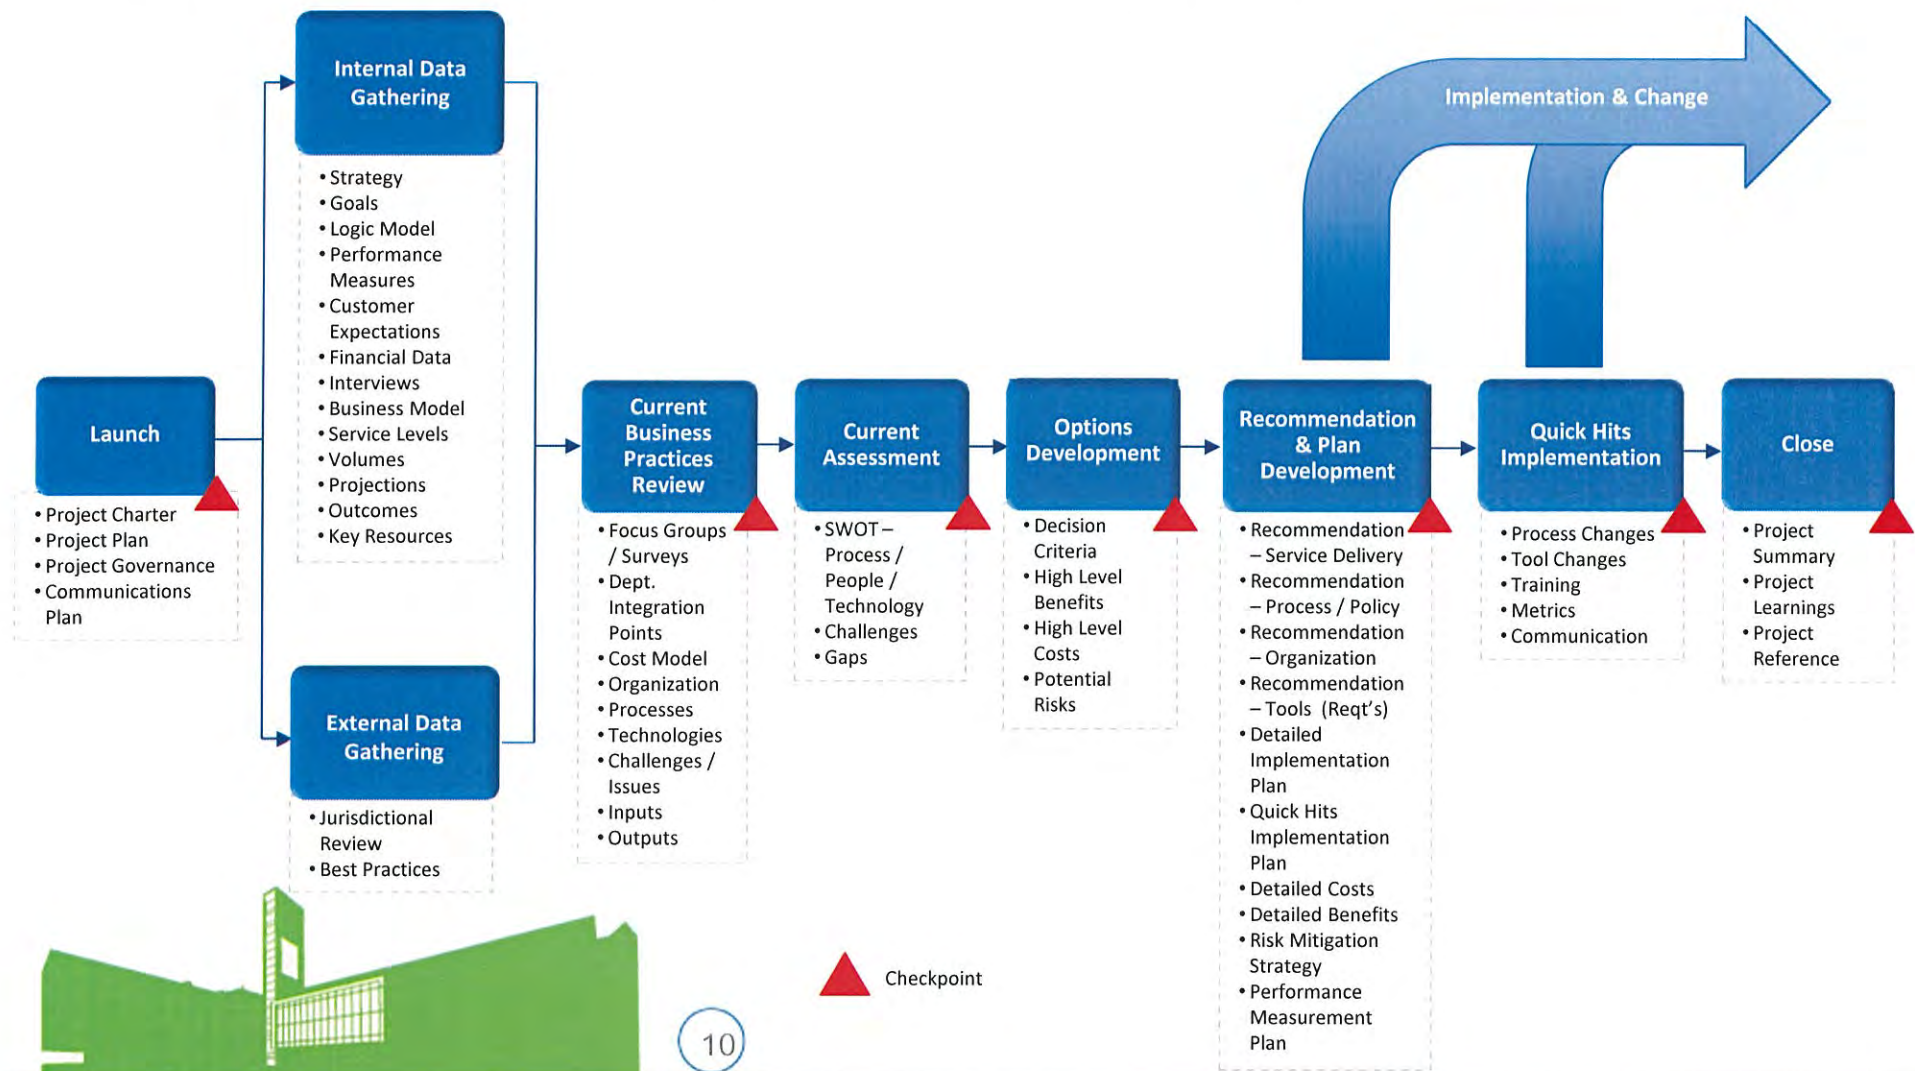 Internal Data
Gathering
• Strategy
• Goals
• Logic Model
• Performance
Measures
• Customer
Expectations
• Financial Data
• Interviews
• Business Model
• Service Levels
• Volumes
• Projections
• Outcomes
• Key Resources
Launch
• Project Charter
• Project Plan
• Project Governance
• Communications
Plan
External Data
Gathering
• Jurisdictional
Review
• Best Practices
Current
Business
Practices
Review
• Focus Groups
/ Surveys
• Dept.
Integration
Points
• Cost Model
• Organization
• Processes
• Technologies
• Challenges /
Issues
• Inputs
• Outputs
Current
Assessment
• SWOT –
Process /
People /
Technology
• Challenges
• Gaps
Options
Development
• Decision
Criteria
• High Level
Benefits
• High Level
Costs
• Potential
Risks
Recommendation
& Plan
Development
• Recommendation
– Service Delivery
• Recommendation
– Process / Policy
• Recommendation
– Organization
• Recommendation
– Tools (Reqt's)
• Detailed
Implementation
Plan
• Quick Hits
Implementation
Plan
• Detailed Costs
• Detailed Benefits
• Risk Mitigation
Strategy
• Performance
Measurement
Plan
Implementation & Change
Quick Hits
Implementation
• Process Changes
• Tool Changes
• Training
• Metrics
• Communication
Close
• Project
Summary
• Project
Learnings
• Project
Reference
Checkpoint
10